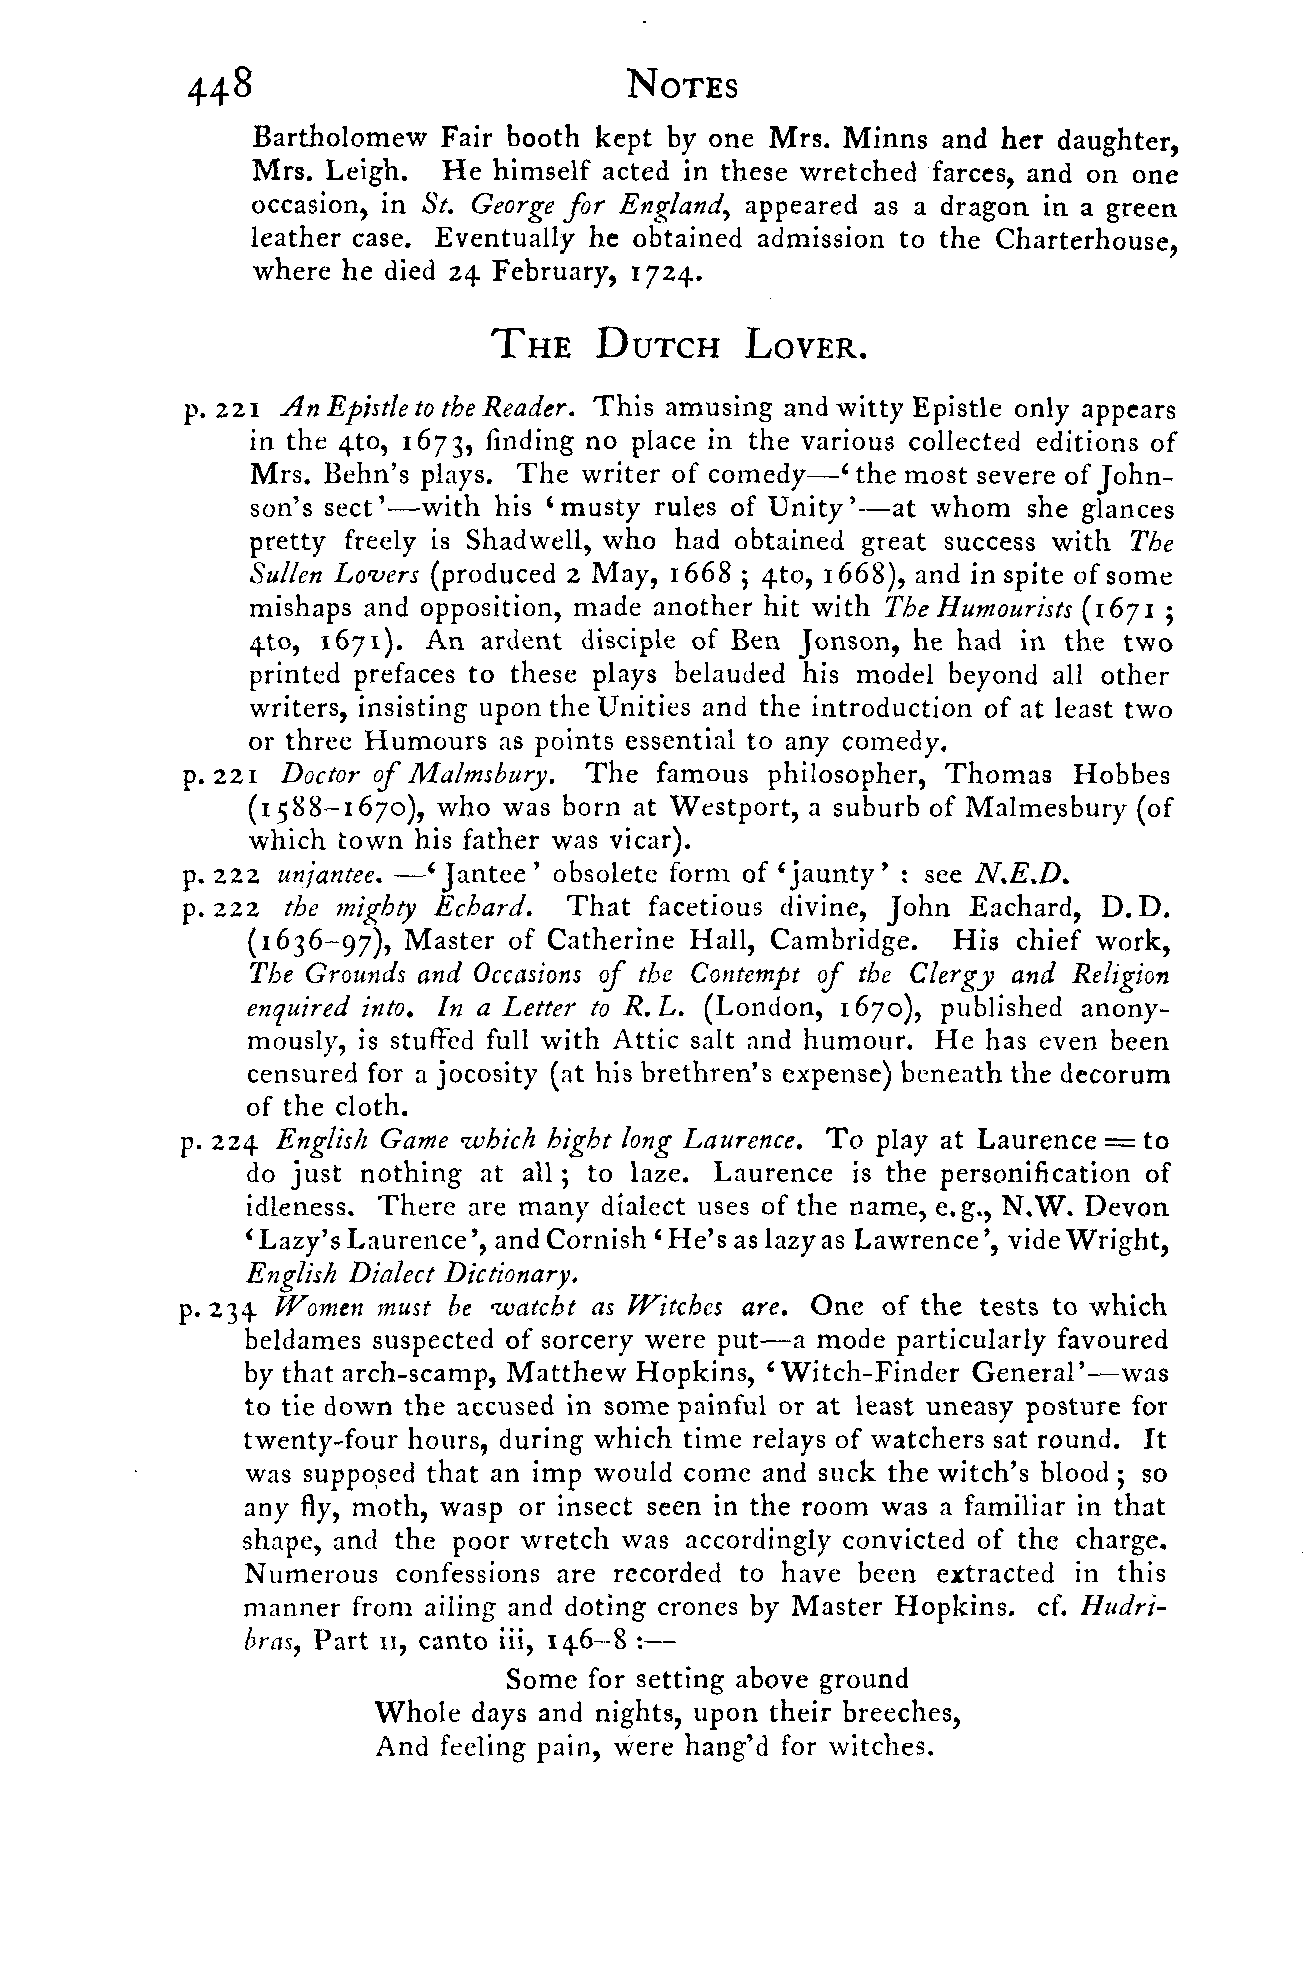 448 NOTES
Bartholomew Fair booth kept by one Mrs. Minns and her daughter,
Mrs. Leigh. He himself acted in these wretched farces, and on one
occasion, in St. George for England, appeared as a dragon in a green
leather case. Eventually he obtained admission to the Charterhouse,
where he died 24 February, 1724.
THE DUTCH LOVER.
p. 221 An Epistle to the Reader. This amusing and witty Epistle only appears
in the 4to, 1673, finding no place in the various collected editions of
Mrs. Behn's plays. The writer of comedy—‘the most severe of John-
son's sect’—with his ‘musty rules of Unity’—at whom she glances
pretty freely is Shadwell, who had obtained great success with The
Sullen Lovers (produced 2 May, 1668 ; 4to, 1668), and in spite of some
mishaps and opposition, made another hit with The Humourists (1671 ;
4to, 1671). An ardent disciple of Ben Jonson, he had in the two
printed prefaces to these plays belauded his model beyond all other
writers, insisting upon the Unities and the introduction of at least two
or three Humours as points essential to any comedy.
p. 221 Doctor of Malmsbury. The famous philosopher, Thomas Hobbes
(1588–1670), who was born at Westport, a suburb of Malmesbury (of
which town his father was vicar).
p. 222 unjantee. —‘Jantee’ obsolete form of ‘jaunty’ : see N.E.D.
p. 222 the mighty Echard. That facetious divine, John Eachard, D.D.
(1636–97), Master of Catherine Hall, Cambridge. His chief work,
The Grounds and Occasions of the Contempt of the Clergy and Religion
enquired into. In a Letter to R. L. (London, 1670), published anony-
mously, is stuffed full with Attic salt and humour. He has even been
censured for a jocosity (at his brethren's expense) beneath the decorum
of the cloth.
p. 224 English Game which hight long Laurence. To play at Laurence = to
do just nothing at all ; to laze. Laurence is the personification of
idleness. There are many dialect uses of the name, e.g., N.W. Devon
‘Lazy's Laurence’, and Cornish ‘He's as lazy as Lawrence’, vide Wright,
English Dialect Dictionary.
p. 234 Women must be watcht as Witches are. One of the tests to which
beldames suspected of sorcery were put—a mode particularly favoured
by that arch-scamp, Matthew Hopkins, ‘Witch-Finder General’—was
to tie down the accused in some painful or at least uneasy posture for
twenty-four hours, during which time relays of watchers sat round. It
was supposed that an imp would come and suck the witch's blood ; so
any fly, moth, wasp or insect seen in the room was a familiar in that
shape, and the poor wretch was accordingly convicted of the charge.
Numerous confessions are recorded to have been extracted in this
manner from ailing and doting crones by Master Hopkins. cf. Hudri-
bras, Part II, canto iii, 146–8 :—
Some for setting above ground
Whole days and nights, upon their breeches,
And feeling pain, were hang'd for witches.